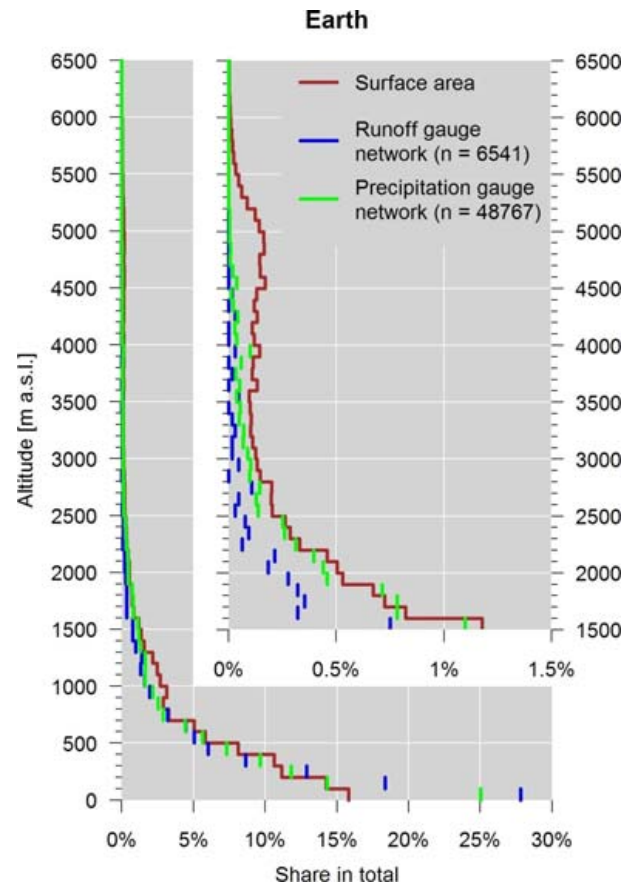 Earth
6500
6000
5500
5000
4500
4000
3500
3000
2500
2000
1500
1000
500
0
Altitude [m a.s.l.]
Surface area
Runoff gauge
network (n = 6541)
Precipitation gauge
network (n = 48767)
6500
6000
5500
5000
4500
4000
3500
3000
2500
2000
1500
0% 0.5% 1% 1.5%
0% 5% 10% 15% 20% 25% 30%
Share in total